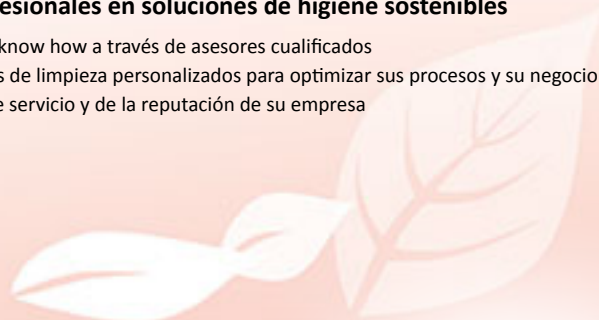 esionales en soluciones de higiene sostenibles
know how a través de asesores cualificados
s de limpieza personalizados para optimizar sus procesos y su negocio
e servicio y de la reputación de su empresa